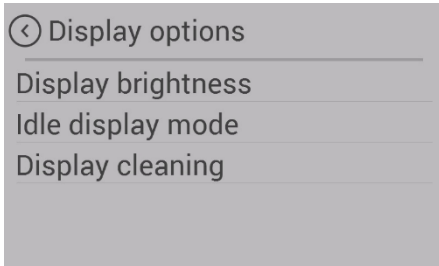 Display options
Display brightness
Idle display mode
Display cleaning